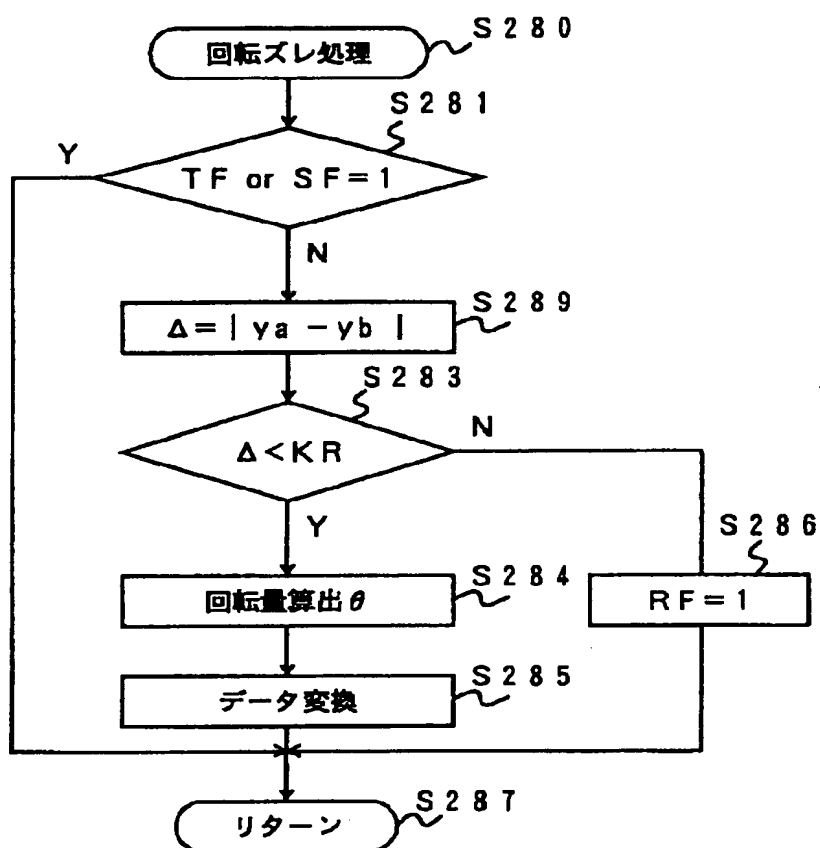 回転ズレ処理
S280
S281
Y
TF or SF=1
N
S289
Δ=|ya-yb|
S283
N
Δ<KR
Y
S286
S284
回転量算出θ
RF=1
S285
データ変換
S287
リターン